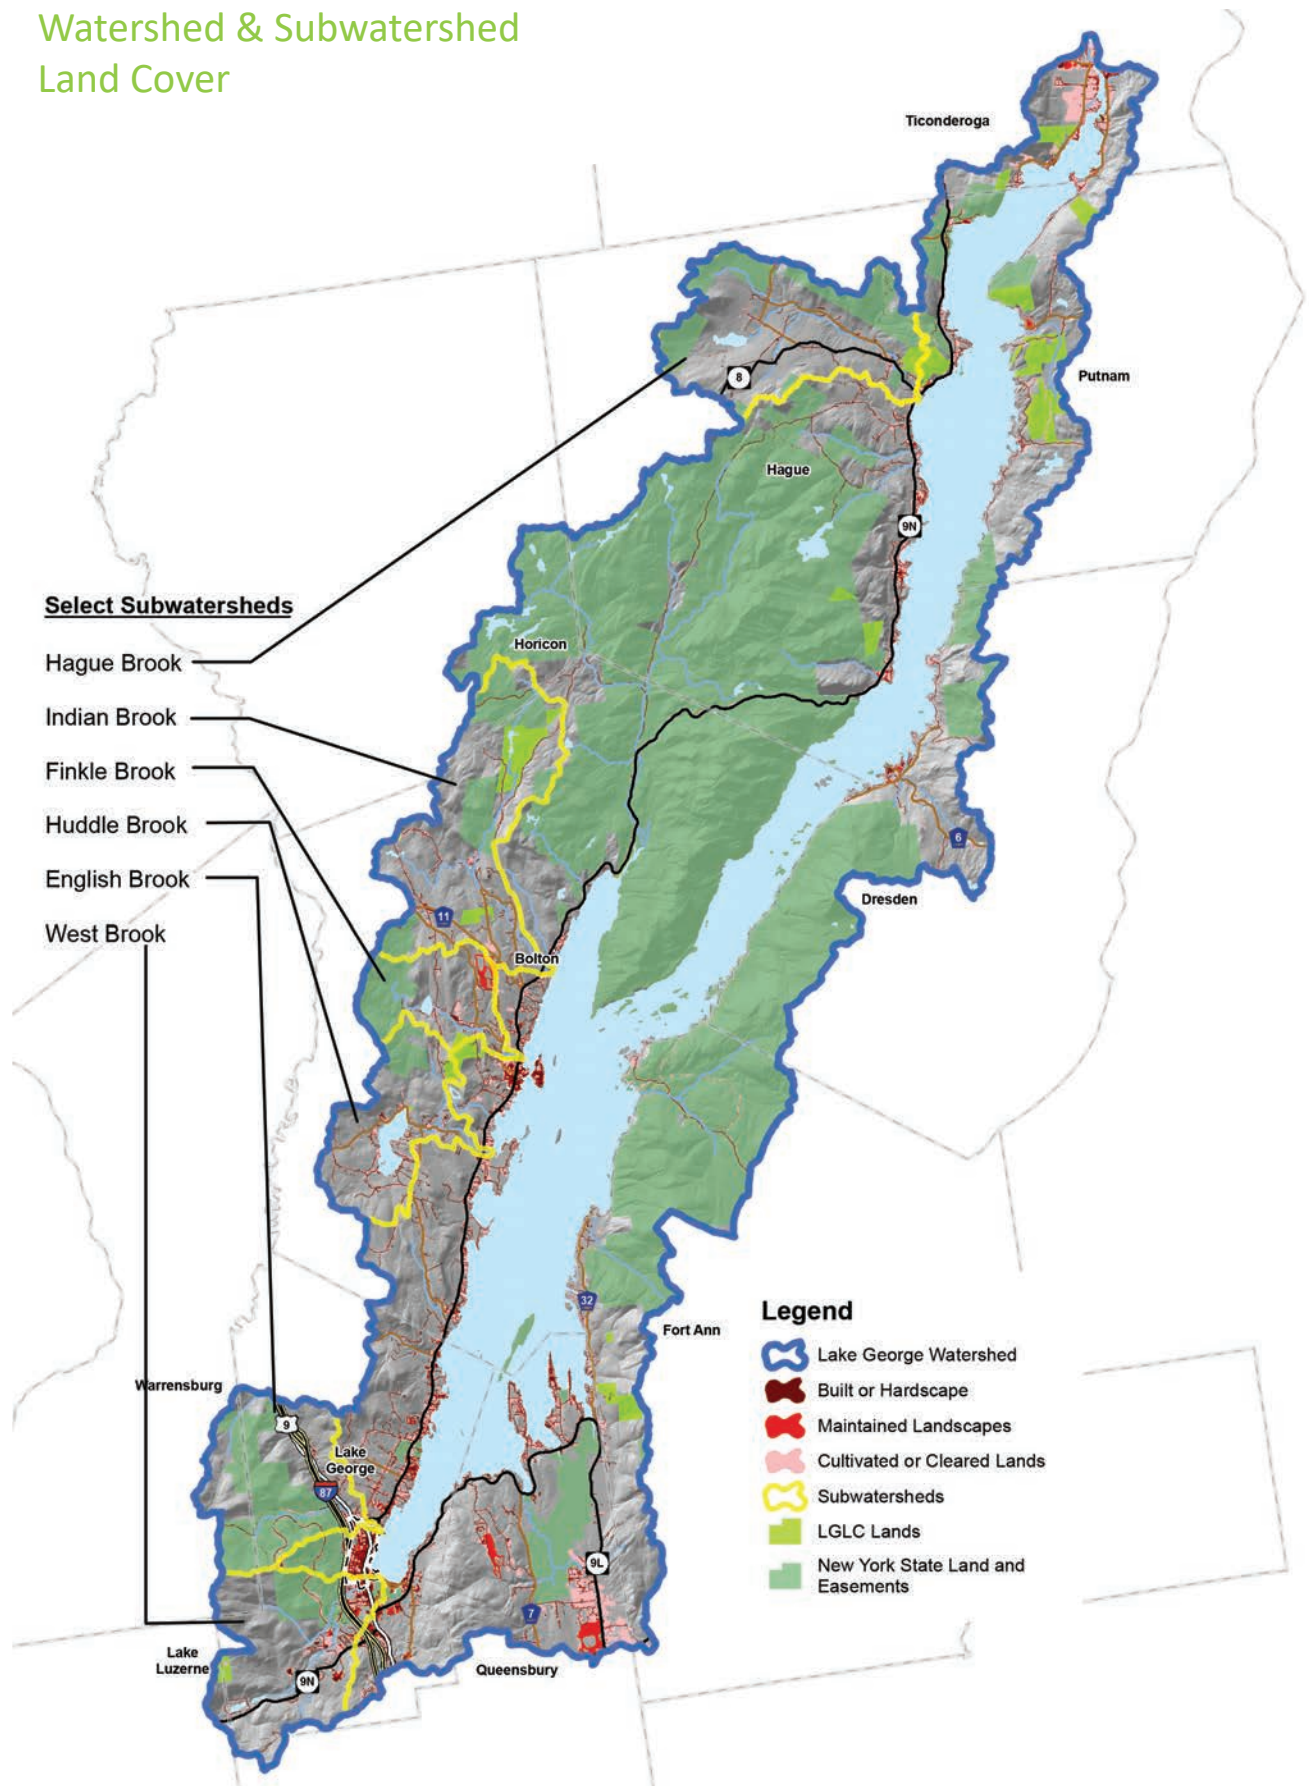 Watershed & Subwatershed
Land Cover
Ticonderoga
Putnam
8
Hague
9N
Select Subwatersheds
Hague Brook
Indian Brook
Finkle Brook
Huddle Brook
English Brook
West Brook
Horicon
6
Dresden
11
Bolton
32
Fort Ann
Warrensburg
9
Lake
George
87
9L
7
Lake
Luzerne
9N
Queensbury
Legend
Lake George Watershed
Built or Hardscape
Maintained Landscapes
Cultivated or Cleared Lands
Subwatersheds
LGLC Lands
New York State Land and
Easements